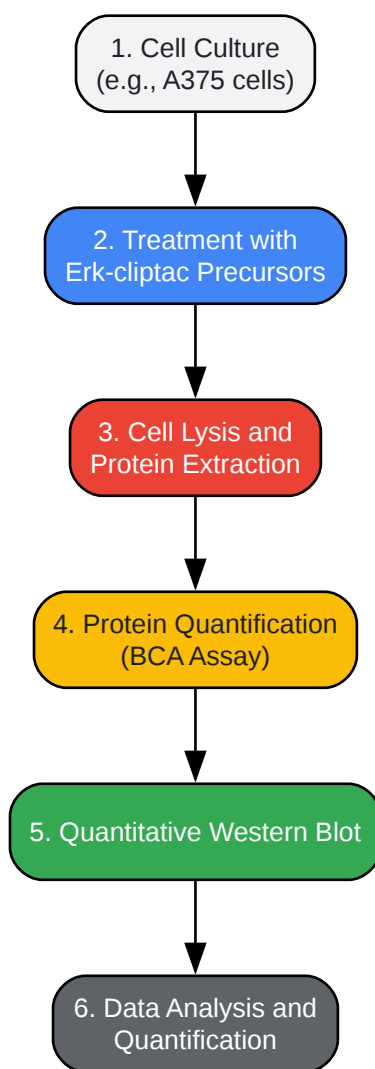 1. Cell Culture
(e.g., A375 cells)
2. Treatment with
Erk-cliptac Precursors
3. Cell Lysis and
Protein Extraction
4. Protein Quantification
(BCA Assay)
5. Quantitative Western Blot
6. Data Analysis and
Quantification